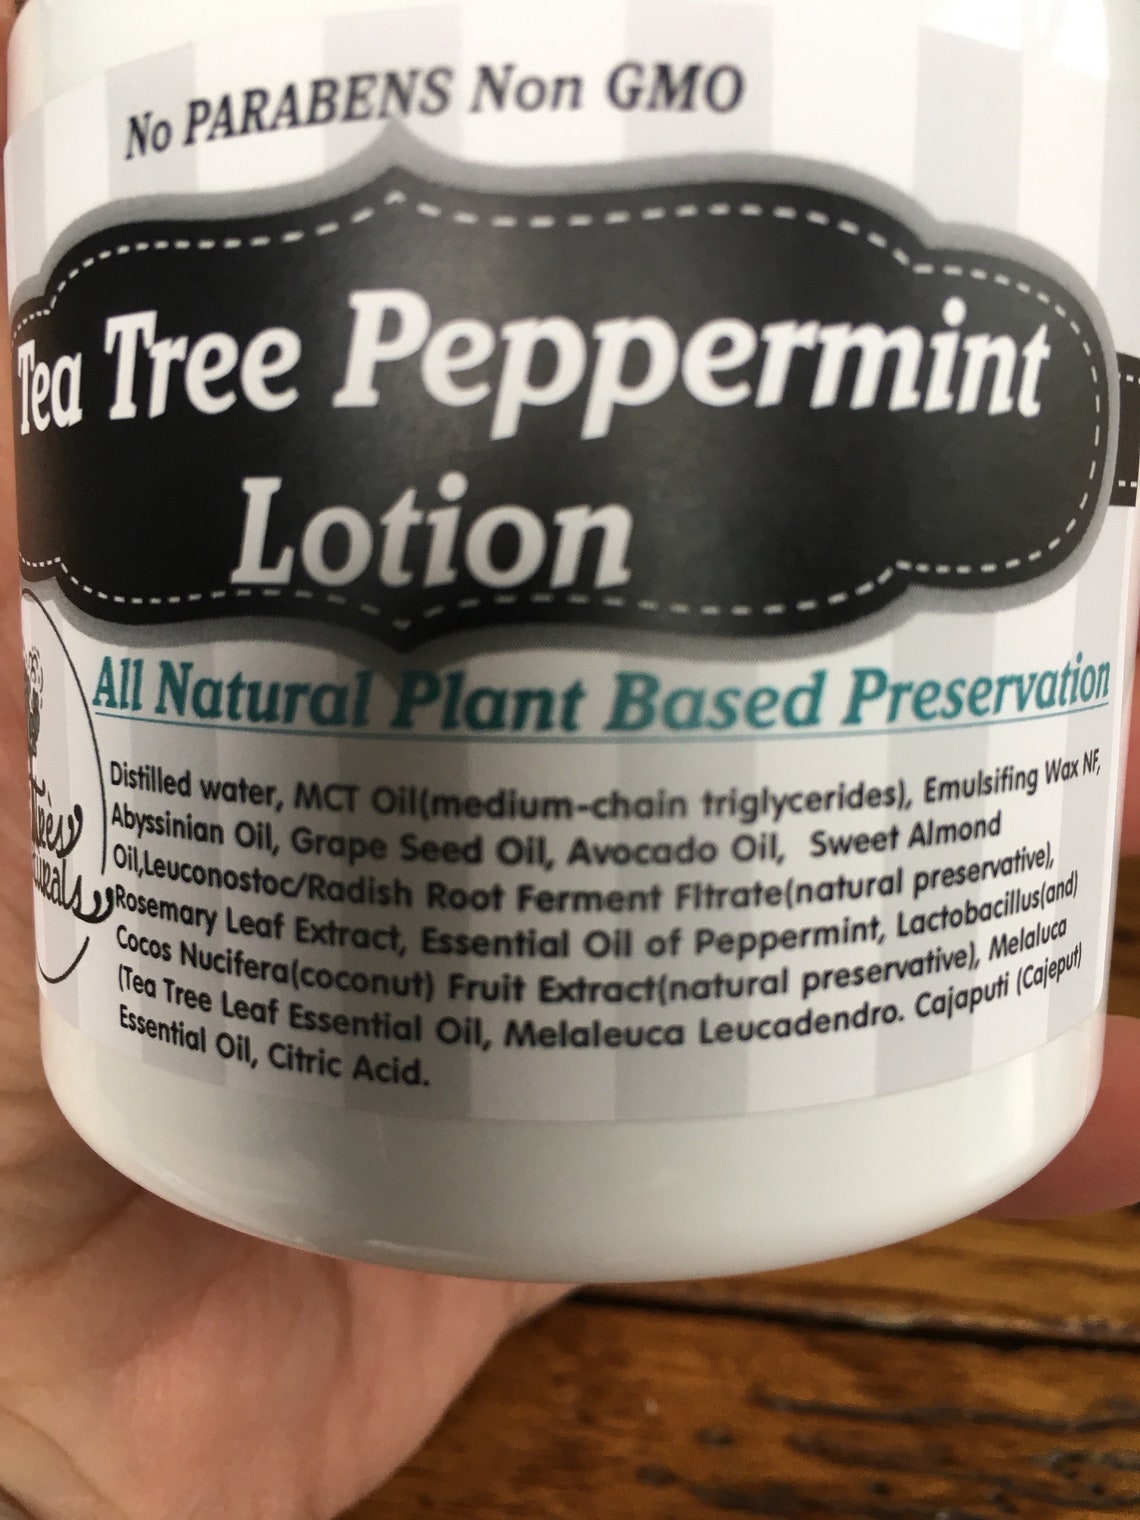 No PARABENS Non GMO
Tea Tree Peppermint
Lotion
All Natural Plant Based Preservation
Distilled water, MCT Oil(medium-chain triglycerides), Emulsifing Wax NF,
Abyssinian Oil, Grape Seed Oil, Avocado Oil, Sweet Almond
Oil,Leuconostoc/Radish Root Ferment Fltrate(natural preservative),
Rosemary Leaf Extract, Essential Oil of Peppermint, Lactobacillus(and)
Cocos Nucifera(coconut) Fruit Extract(natural preservative), Melaluca
(Tea Tree Leaf Essential Oil, Melaleuca Leucadendro. Cajaputi (Cajeput)
Essential Oil, Citric Acid.